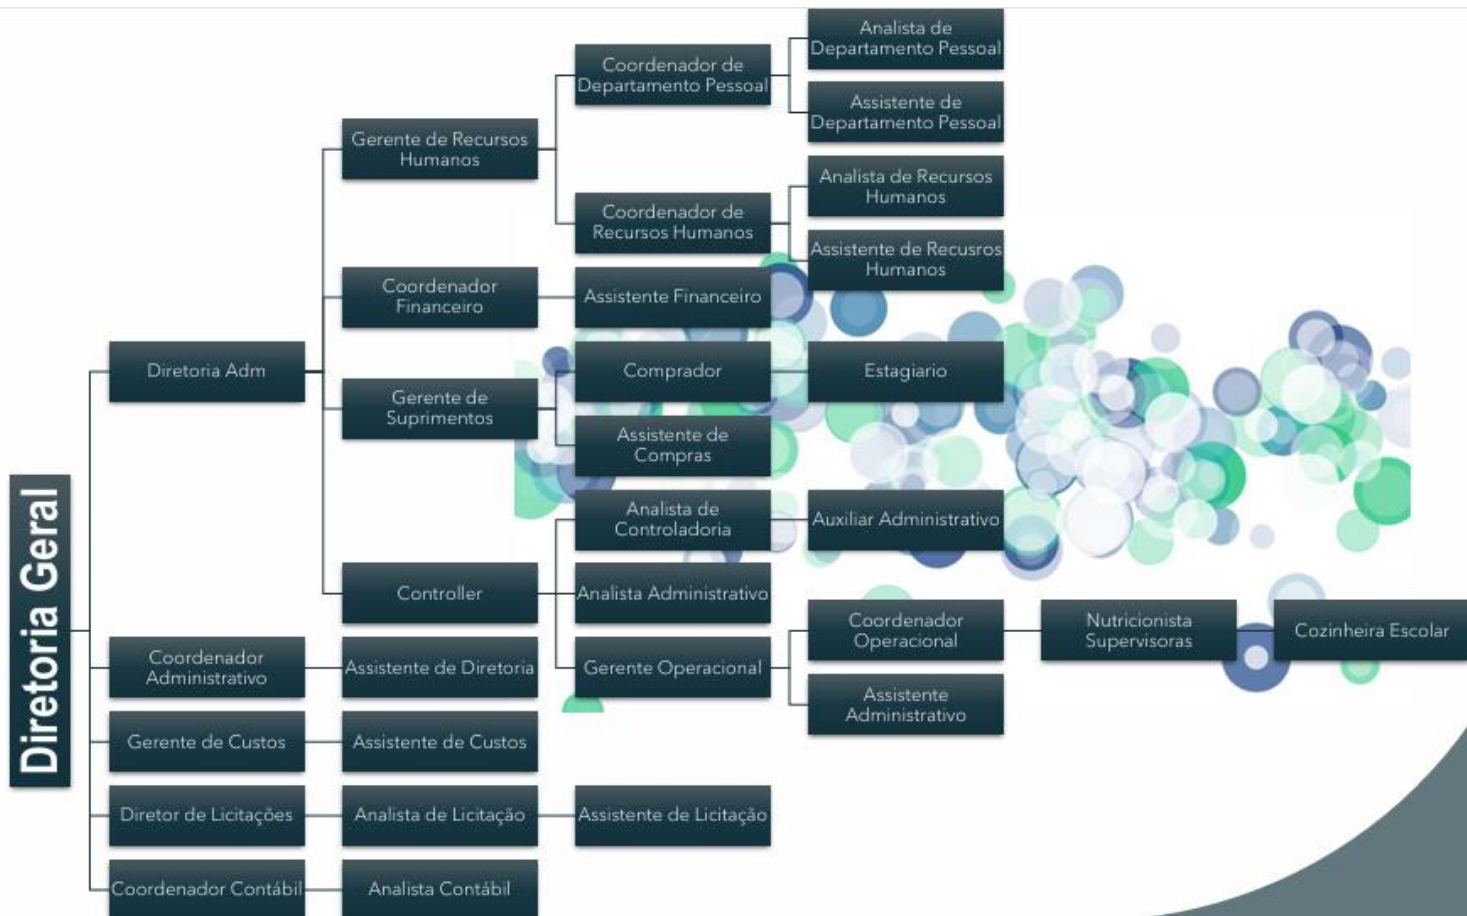 Diretoria Geral
Diretoria Adm
Gerente de Recursos
Humanos
Coordenador de
Departamento Pessoal
Analista de
Departamento Pessoal
Assistente de
Departamento Pessoal
Coordenador de
Recursos Humanos
Analista de Recursos
Humanos
Assistente de Recusros
Humanos
Coordenador
Financeiro
Assistente Financeiro
Gerente de
Suprimentos
Comprador
Estagiario
Assistente de
Compras
Controller
Analista de
Controladoria
Auxiliar Administrativo
Analista Administrativo
Gerente Operacional
Coordenador
Operacional
Nutricionista
Supervisoras
Cozinheira Escolar
Assistente
Administrativo
Coordenador
Administrativo
Assistente de Diretoria
Gerente de Custos
Assistente de Custos
Diretor de Licitações
Analista de Licitação
Assistente de Licitação
Coordenador Contábil
Analista Contábil